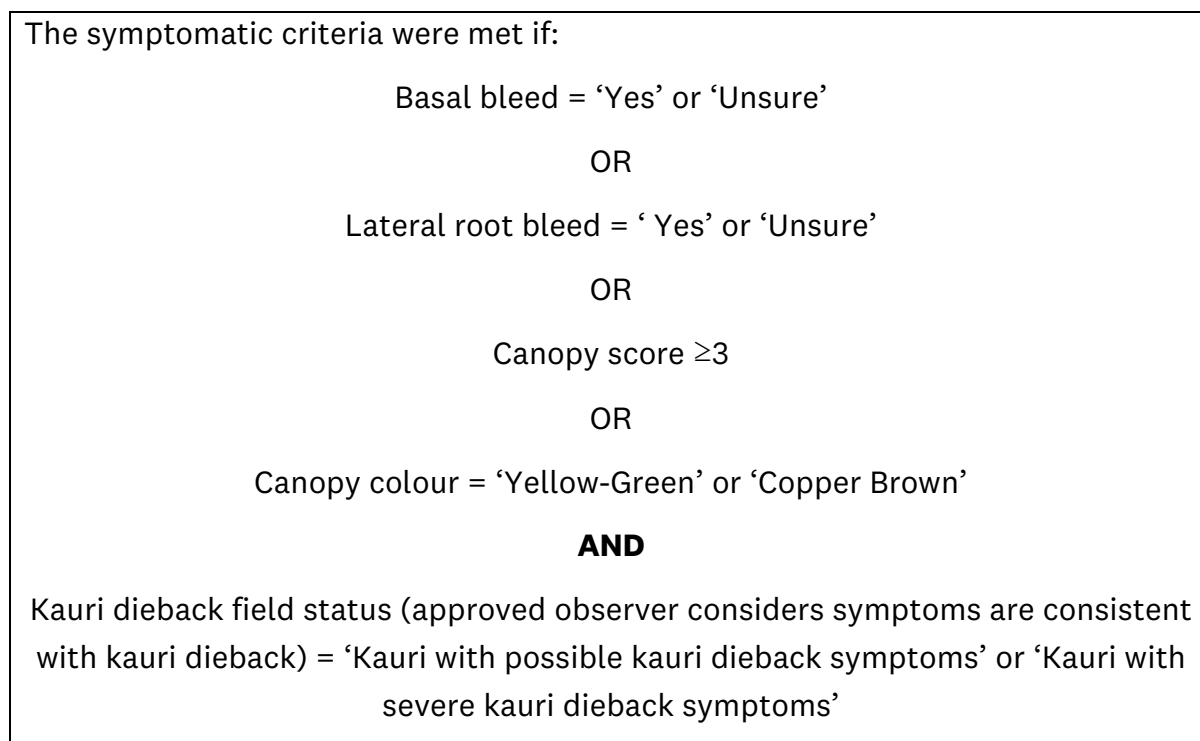 The symptomatic criteria were met if:
Basal bleed = ‘Yes’ or ‘Unsure’
OR
Lateral root bleed = ‘ Yes’ or ‘Unsure’
OR
Canopy score ≥3
OR
Canopy colour = ‘Yellow-Green’ or ‘Copper Brown’
AND
Kauri dieback field status (approved observer considers symptoms are consistent
with kauri dieback) = ‘Kauri with possible kauri dieback symptoms’ or ‘Kauri with
severe kauri dieback symptoms’